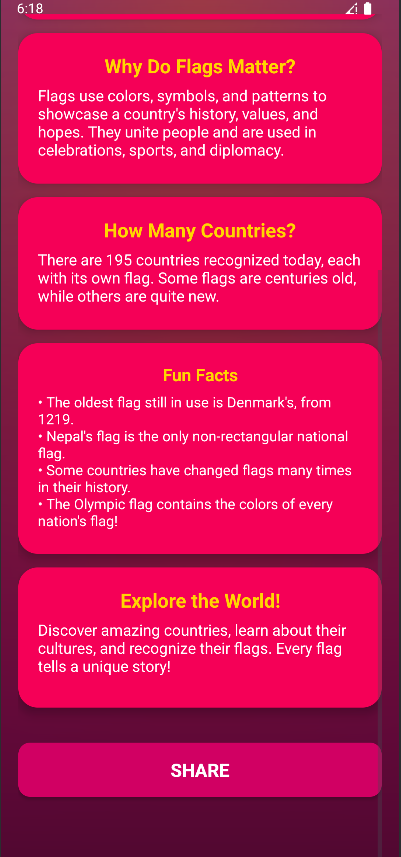 6:18
Why Do Flags Matter?
Flags use colors, symbols, and patterns to
showcase a country's history, values, and
hopes. They unite people and are used in
celebrations, sports, and diplomacy.
How Many Countries?
There are 195 countries recognized today, each
with its own flag. Some flags are centuries old,
while others are quite new.
Fun Facts
• The oldest flag still in use is Denmark's, from
1219.
• Nepal's flag is the only non-rectangular national
flag.
• Some countries have changed flags many times
in their history.
• The Olympic flag contains the colors of every
nation's flag!
Explore the World!
Discover amazing countries, learn about their
cultures, and recognize their flags. Every flag
tells a unique story!
SHARE